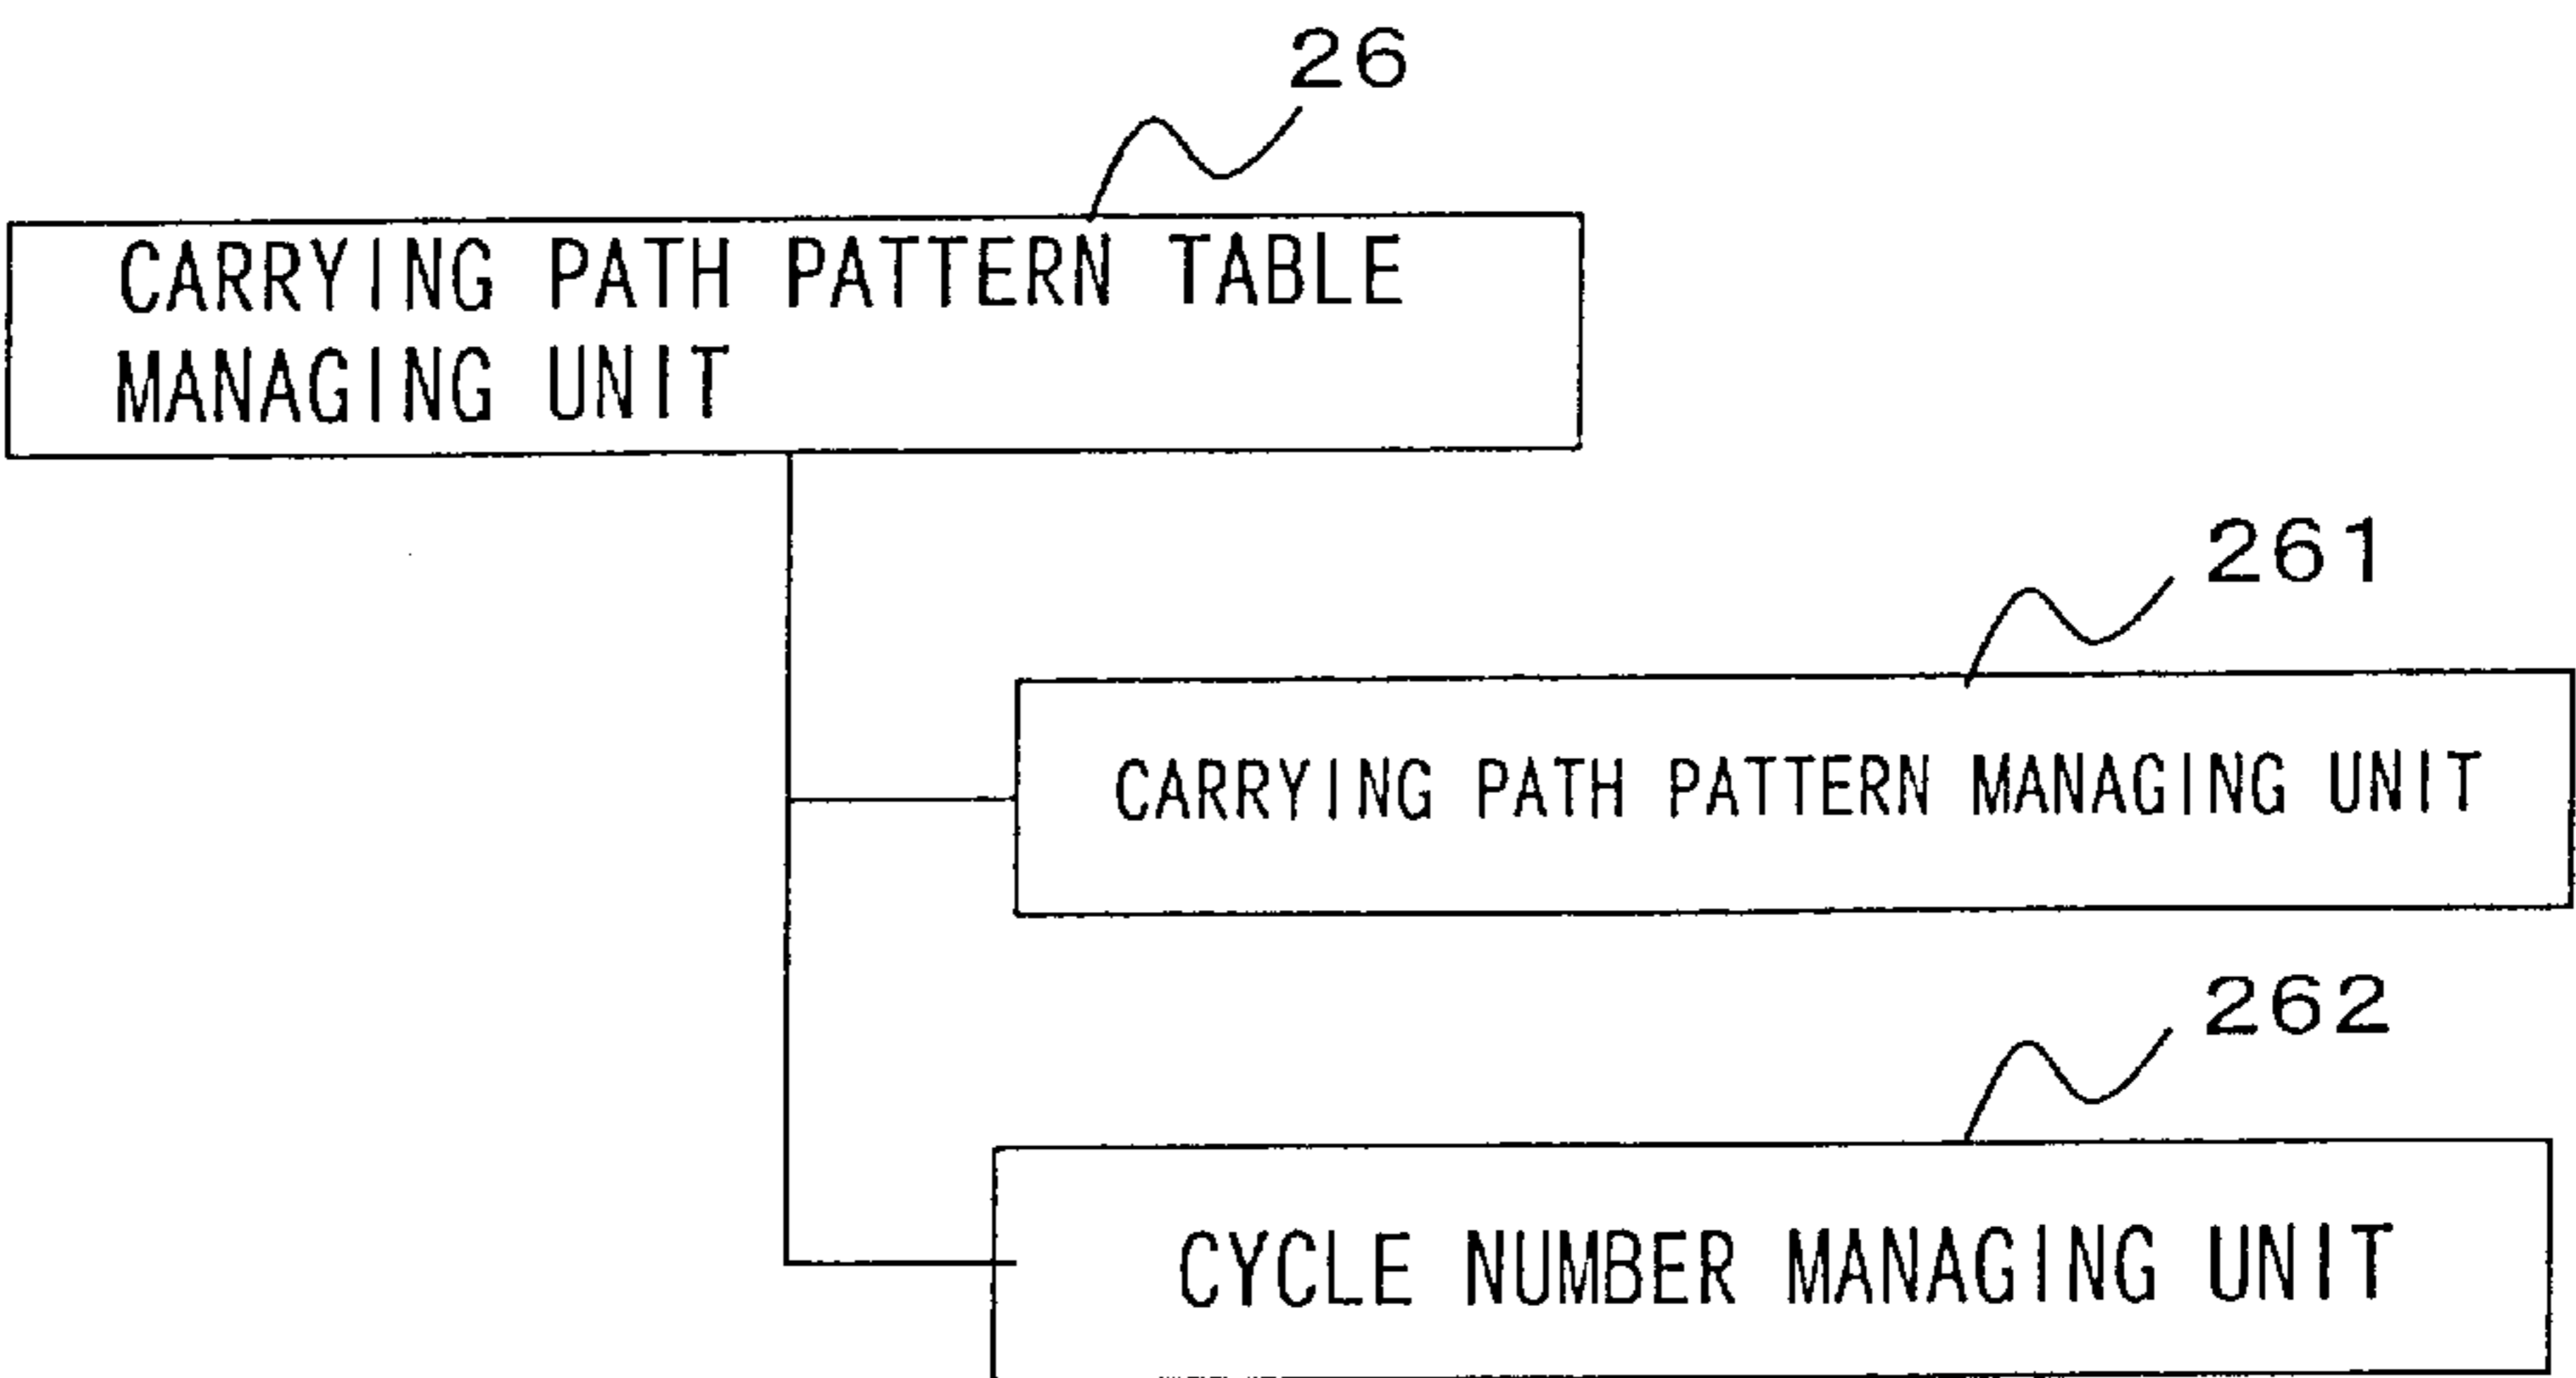 26
CARRYING PATH PATTERN TABLE
MANAGING UNIT
261
CARRYING PATH PATTERN MANAGING UNIT
262
CYCLE NUMBER MANAGING UNIT